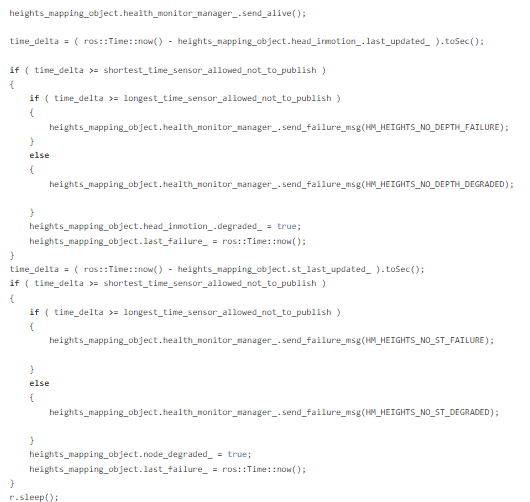 heights_mapping_object.health_monitor_manager_.send_alive();
time_delta = ( ros::Time::now() - heights_mapping_object.head_inmotion_.last_updated_ ).toSec();
if ( time_delta >= shortest_time_sensor_allowed_not_to_publish )
{
if ( time_delta >= longest_time_sensor_allowed_not_to_publish )
{
heights_mapping_object.health_monitor_manager_.send_failure_msg(HM_HEIGHTS_NO_DEPTH_FAILURE);
}
else
{
heights_mapping_object.health_monitor_manager_.send_failure_msg(HM_HEIGHTS_NO_DEPTH_DEGRADED);
}
heights_mapping_object.head_inmotion_.degraded_ = true;
heights_mapping_object.last_failure_ = ros::Time::now();
}
time_delta = ( ros::Time::now() - heights_mapping_object.st_last_updated_ ).toSec();
if ( time_delta >= shortest_time_sensor_allowed_not_to_publish )
{
if ( time_delta >= longest_time_sensor_allowed_not_to_publish )
{
heights_mapping_object.health_monitor_manager_.send_failure_msg(HM_HEIGHTS_NO_ST_FAILURE);
}
else
{
heights_mapping_object.health_monitor_manager_.send_failure_msg(HM_HEIGHTS_NO_ST_DEGRADED);
}
heights_mapping_object.node_degraded_ = true;
heights_mapping_object.last_failure_ = ros::Time::now();
}
r.sleep();